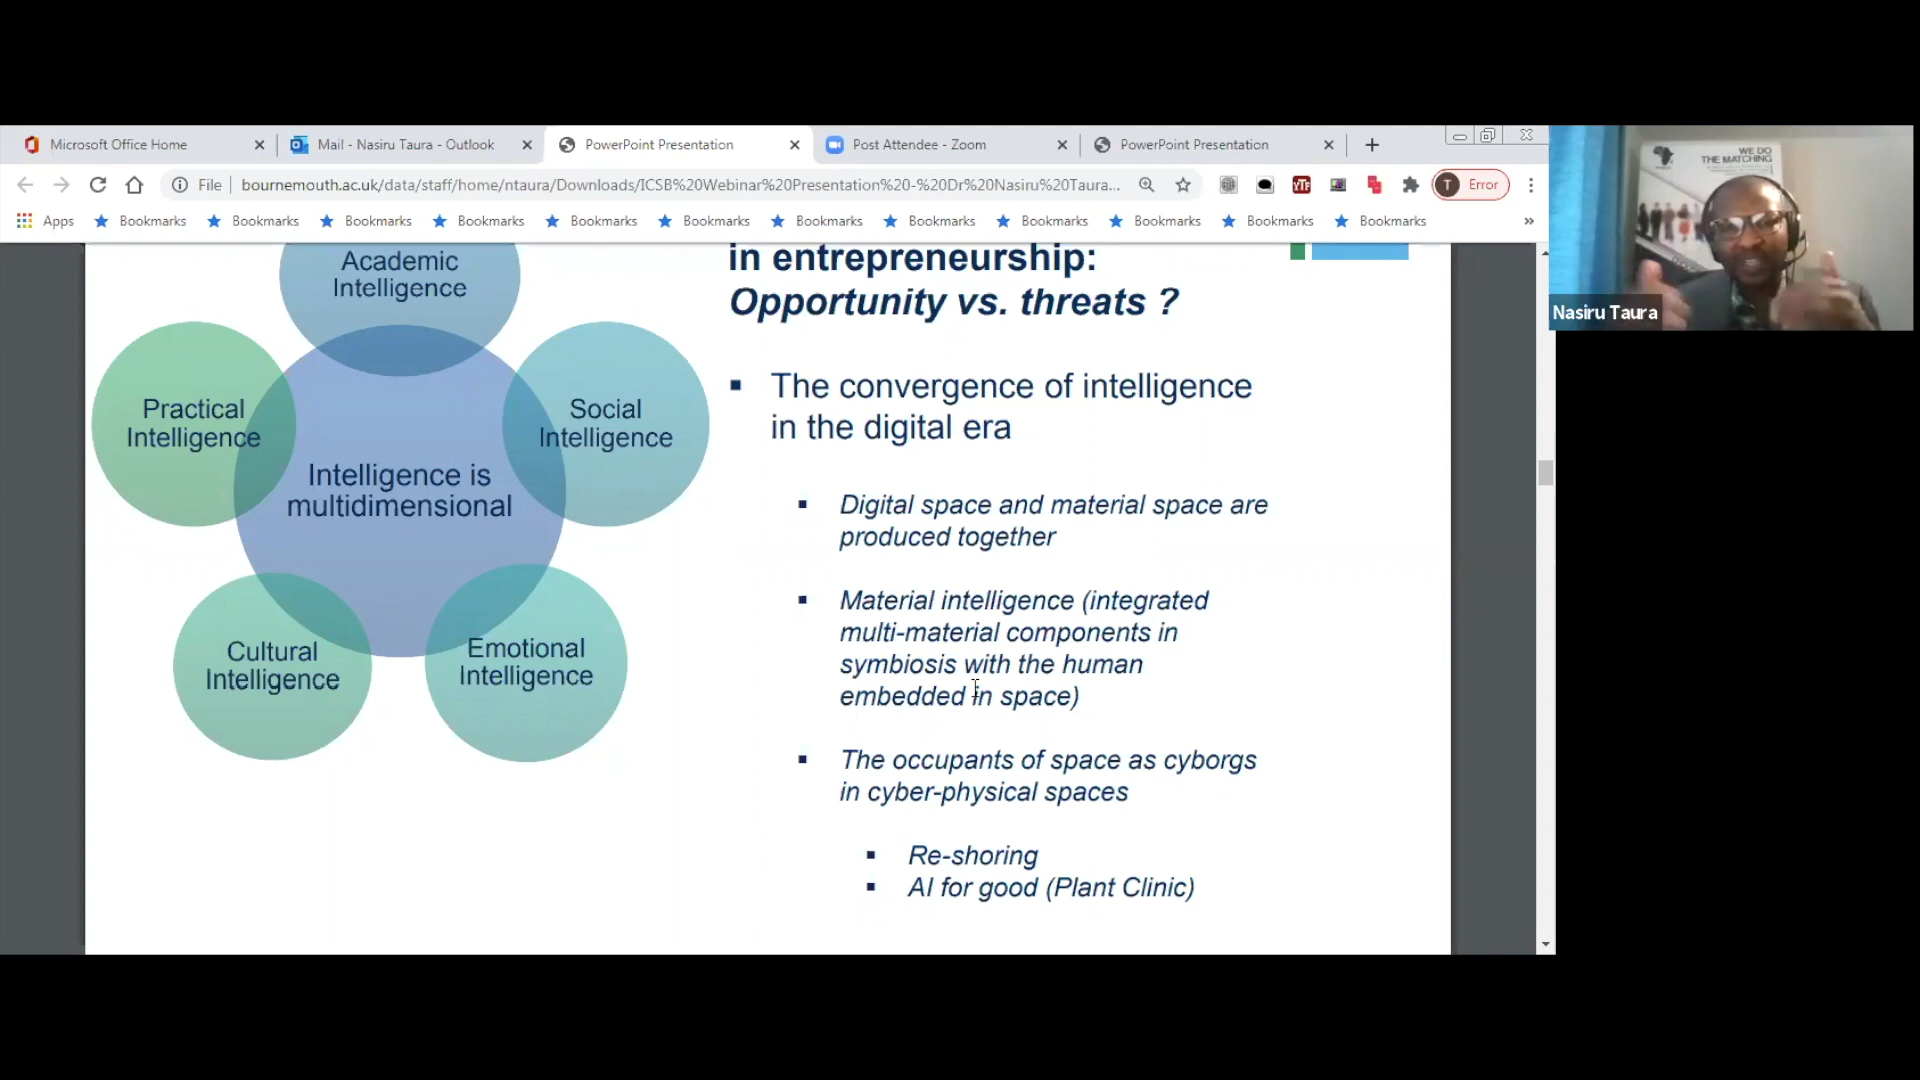 Microsoft Office Home
Mail - Nasiru Taura - Outlook
PowerPoint Presentation
Post Attendee - Zoom
PowerPoint Presentation
File
bournemouth.ac.uk/data/staff/home/ntaura/Downloads/ICSB%20Webinar%20Presentation%20-%20Dr%20Nasiru%20Taura...
YTF
T Error
Apps
Bookmarks
Bookmarks
Bookmarks
Bookmarks
Bookmarks
Bookmarks
Bookmarks
Bookmarks
Bookmarks
Bookmarks
Bookmarks
Bookmarks
WE DO
THE MATCHING
Nasiru Taura
Academic
Intelligence
Practical
Intelligence
Social
Intelligence
Intelligence is
multidimensional
Cultural
Intelligence
Emotional
Intelligence
in entrepreneurship:
Opportunity vs. threats ?
The convergence of intelligence
in the digital era
Digital space and material space are
produced together
Material intelligence (integrated
multi-material components in
symbiosis with the human
embedded in space)
The occupants of space as cyborgs
in cyber-physical spaces
Re-shoring
AI for good (Plant Clinic)